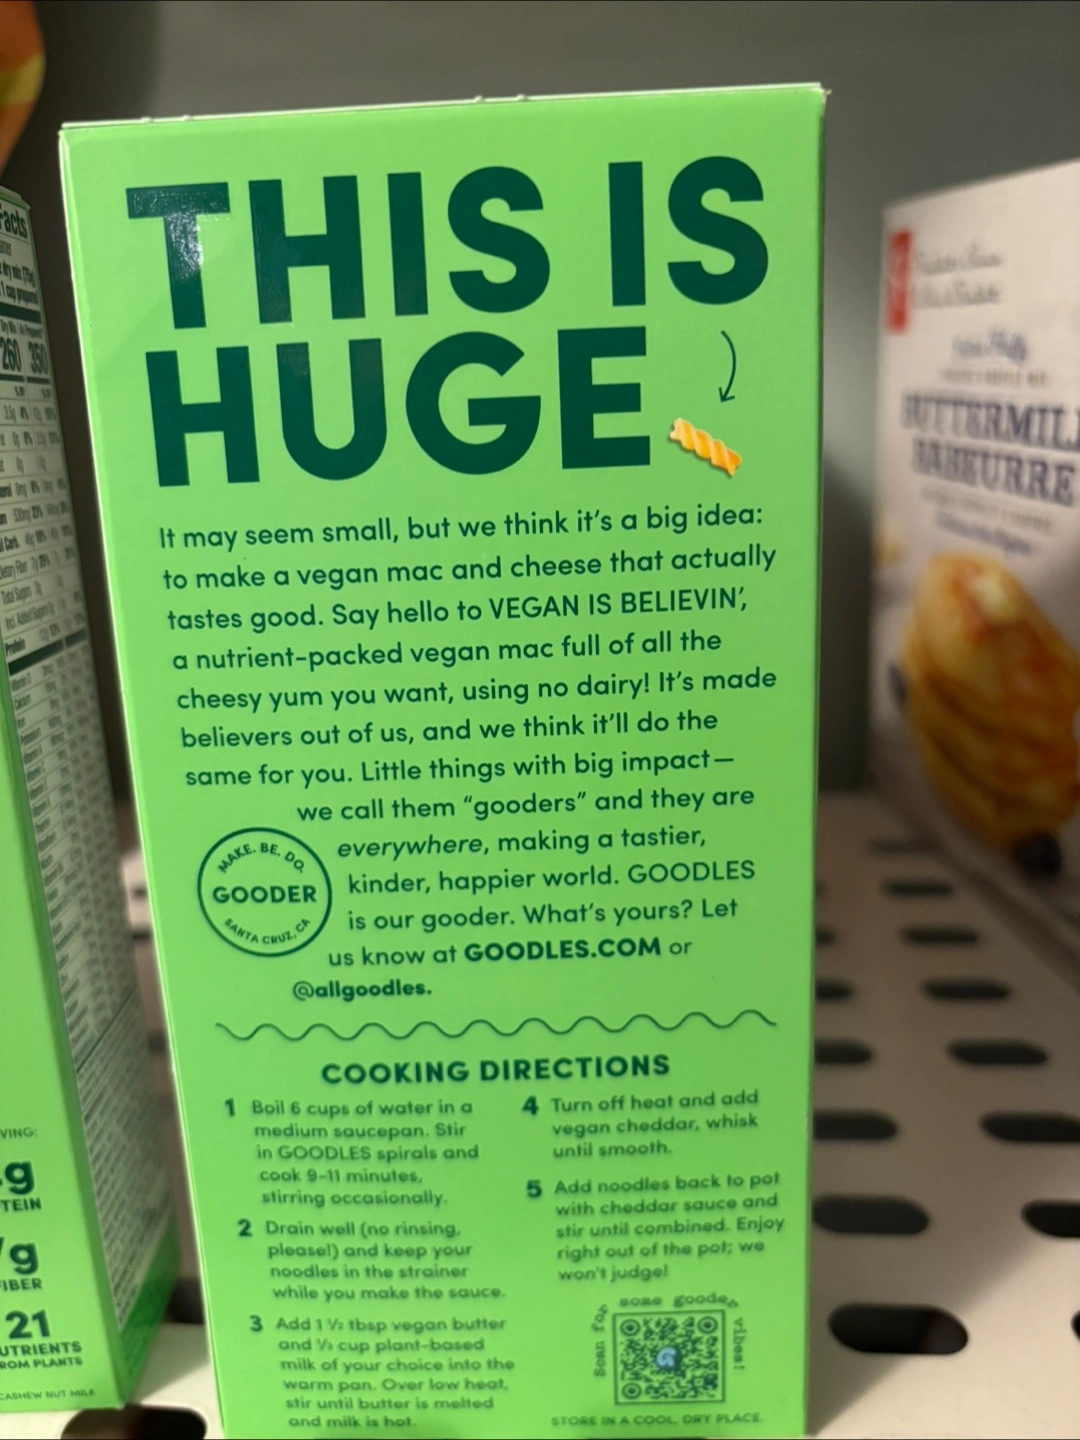 THIS IS
HUGE
It may seem small, but we think it's a big idea:
to make a vegan mac and cheese that actually
tastes good. Say hello to VEGAN IS BELIEVIN',
a nutrient-packed vegan mac full of all the
cheesy yum you want, using no dairy! It's made
believers out of us, and we think it'll do the
same for you. Little things with big impact—
we call them "gooders" and they are
everywhere, making a tastier,
kinder, happier world. GOODLES
is our gooder. What's yours? Let
us know at GOODLES.COM or
@allgoodles.
MAKE. BE. DO.
GOODER
SANTA CRUZ, CA
COOKING DIRECTIONS
1 Boil 6 cups of water in a
medium saucepan. Stir
in GOODLES spirals and
cook 9-11 minutes,
stirring occasionally.
2 Drain well (no rinsing,
please!) and keep your
noodles in the strainer
while you make the sauce.
3 Add 1 ½ tbsp vegan butter
and ⅓ cup plant-based
milk of your choice into the
warm pan. Over low heat,
stir until butter is melted
and milk is hot.
4 Turn off heat and add
vegan cheddar, whisk
until smooth.
5 Add noodles back to pot
with cheddar sauce and
stir until combined. Enjoy
right out of the pot; we
won't judge!
Scan for some gooder vibes!
STORE IN A COOL, DRY PLACE.
Facts
260 350
VING:
g
TEIN
g
IBER
21
UTRIENTS
ROM PLANTS
CASHEW NUT MILK
BUTTERMIL
BABEURRE